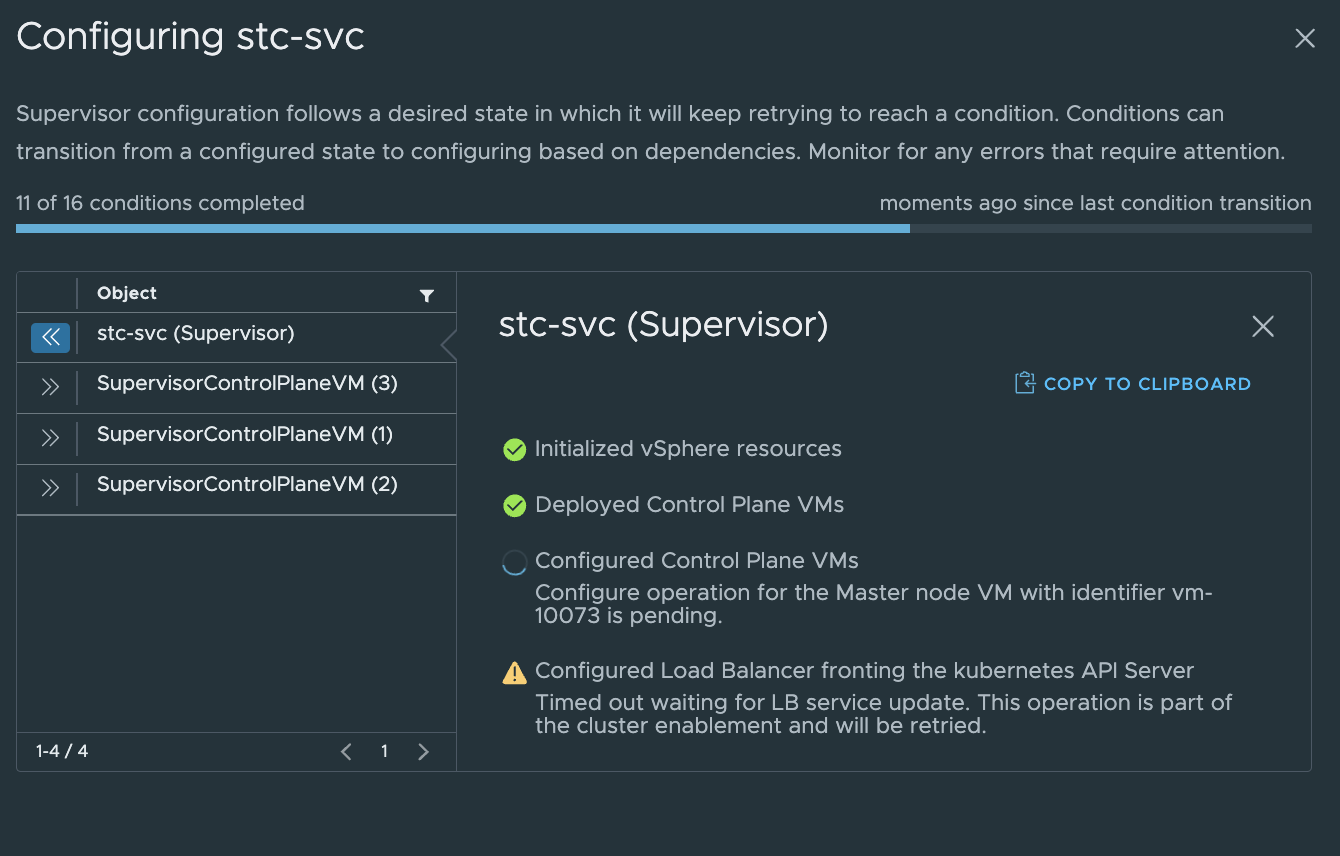 Configuring stc-svc
Supervisor configuration follows a desired state in which it will keep retrying to reach a condition. Conditions can
transition from a configured state to configuring based on dependencies. Monitor for any errors that require attention.
11 of 16 conditions completed
moments ago since last condition transition
Object
stc-svc (Supervisor)
SupervisorControlPlaneVM (3)
SupervisorControlPlaneVM (1)
SupervisorControlPlaneVM (2)
1-4 / 4
1
stc-svc (Supervisor)
COPY TO CLIPBOARD
Initialized vSphere resources
Deployed Control Plane VMs
Configured Control Plane VMs
Configure operation for the Master node VM with identifier vm-
10073 is pending.
Configured Load Balancer fronting the kubernetes API Server
Timed out waiting for LB service update. This operation is part of
the cluster enablement and will be retried.